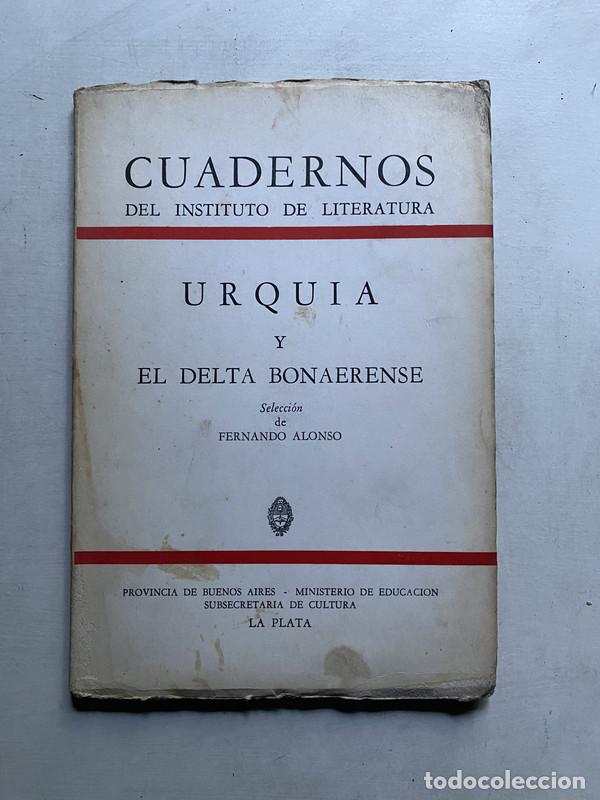 CUADERNOS
DEL INSTITUTO DE LITERATURA
URQUIA
Y
EL DELTA BONAERENSE
Selección
de
FERNANDO ALONSO
PROVINCIA DE BUENOS AIRES - MINISTERIO DE EDUCACION
SUBSECRETARIA DE CULTURA
LA PLATA
todocoleccion